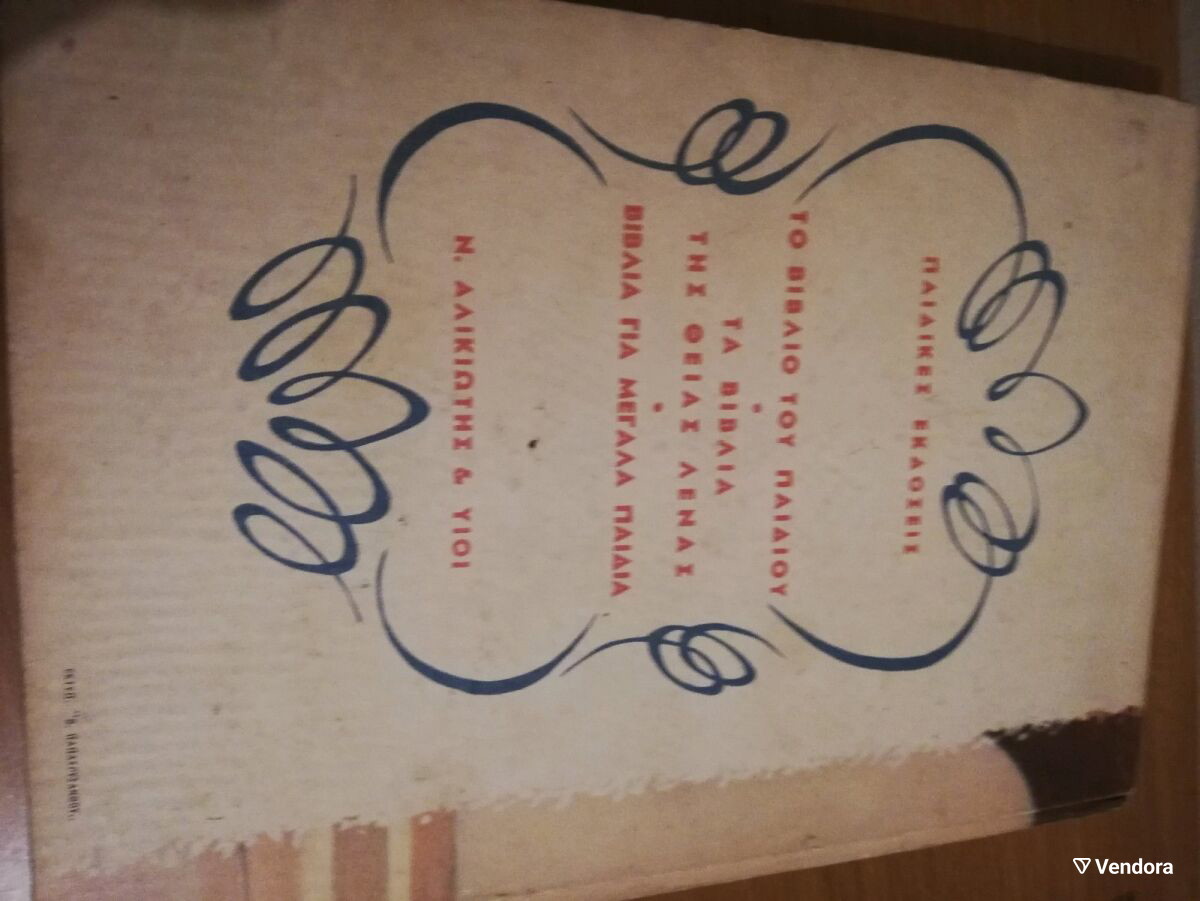 ΠΑΙΔΙΚΕΣ ΕΚΔΟΣΕΙΣ
ΤΟ ΒΙΒΛΙΟ ΤΟΥ ΠΑΙΔΙΟΥ
•
ΤΑ ΒΙΒΛΙΑ
ΤΗΣ ΘΕΙΑΣ ΛΕΝΑΣ
•
ΒΙΒΛΙΑ ΓΙΑ ΜΕΓΑΛΑ ΠΑΙΔΙΑ
Ν. ΑΛΙΚΙΩΤΗΣ & ΥΙΟΙ
Vendora